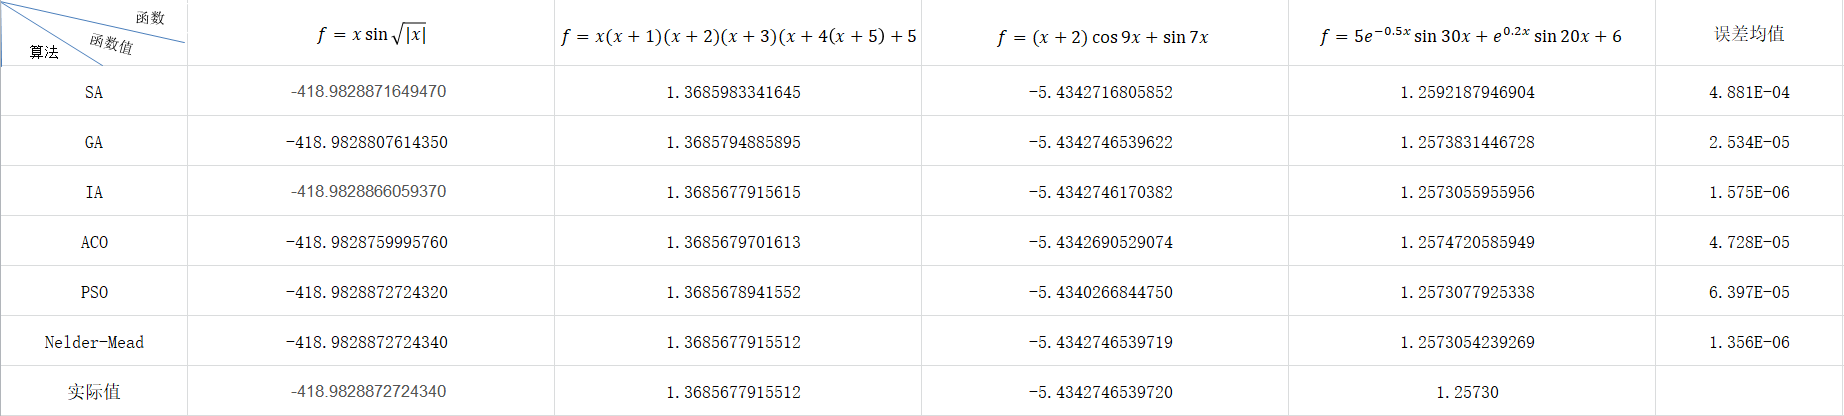 函数
函数值
算法
f = x sin √|x|
f = x(x + 1)(x + 2)(x + 3)(x + 4(x + 5) + 5
f = (x + 2) cos 9x + sin 7x
f = 5e^{-0.5x} sin 30x + e^{0.2x} sin 20x + 6
误差均值
SA -418.9828871649470 1.3685983341645 -5.4342716805852 1.2592187946904 4.881E-04
GA -418.9828807614350 1.3685794885895 -5.4342746539622 1.2573831446728 2.534E-05
IA -418.9828866059370 1.3685677915615 -5.4342746170382 1.2573055955956 1.575E-06
ACO -418.9828759995760 1.3685679701613 -5.4342690529074 1.2574720585949 4.728E-05
PSO -418.9828872724320 1.3685678941552 -5.4340266844750 1.2573077925338 6.397E-05
Nelder-Mead -418.9828872724340 1.3685677915512 -5.4342746539719 1.2573054239269 1.356E-06
实际值 -418.9828872724340 1.3685677915512 -5.4342746539720 1.25730